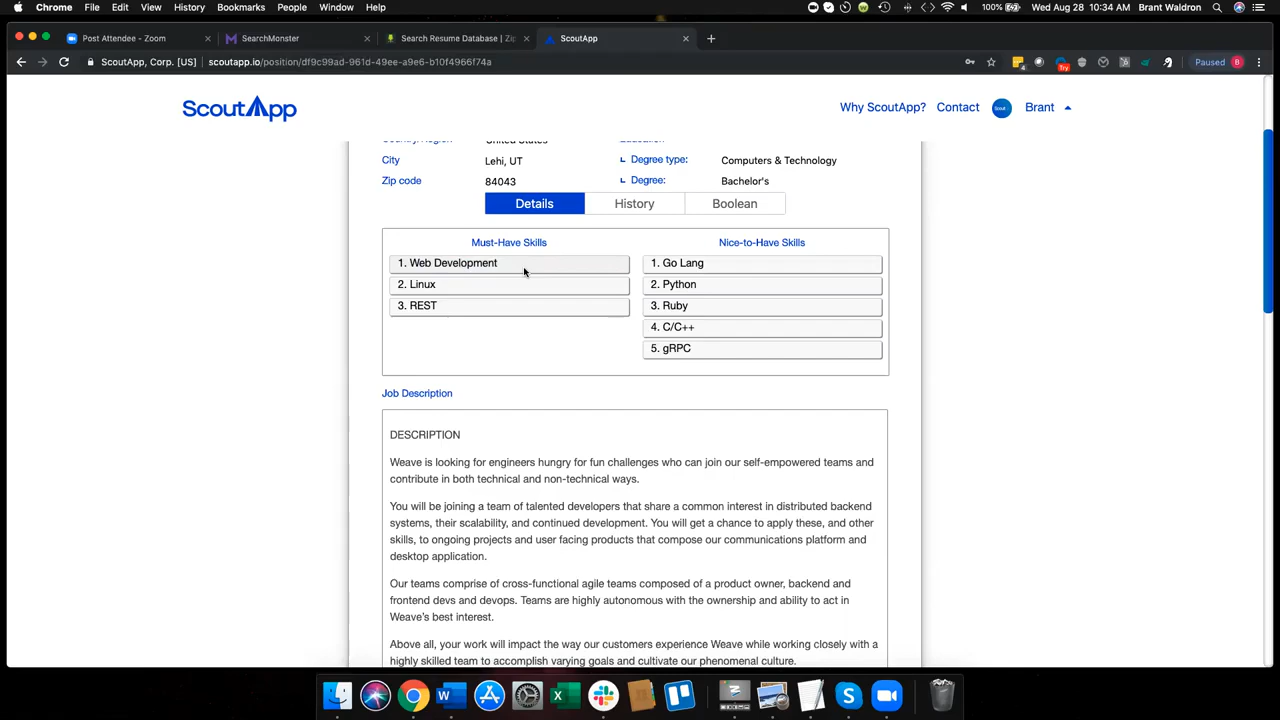 Chrome File Edit View History Bookmarks People Window Help 100% Wed Aug 28 10:34 AM Brant Waldron
Post Attendee - Zoom SearchMonster Search Resume Database | Zip ScoutApp
ScoutApp, Corp. [US] scoutapp.io/position/df9c99ad-961d-49ee-a9e6-b10f4966f74a Try Paused B
ScoutApp Why ScoutApp? Contact Scout Brant
Country/Region United States Education
City Lehi, UT Degree type: Computers & Technology
Zip code 84043 Degree: Bachelor's
Details History Boolean
Must-Have Skills Nice-to-Have Skills
1. Web Development 1. Go Lang
2. Linux 2. Python
3. REST 3. Ruby
4. C/C++
5. gRPC
Job Description
DESCRIPTION
Weave is looking for engineers hungry for fun challenges who can join our self-empowered teams and
contribute in both technical and non-technical ways.
You will be joining a team of talented developers that share a common interest in distributed backend
systems, their scalability, and continued development. You will get a chance to apply these, and other
skills, to ongoing projects and user facing products that compose our communications platform and
desktop application.
Our teams comprise of cross-functional agile teams composed of a product owner, backend and
frontend devs and devops. Teams are highly autonomous with the ownership and ability to act in
Weave's best interest.
Above all, your work will impact the way our customers experience Weave while working closely with a
highly skilled team to accomplish varying goals and cultivate our phenomenal culture.